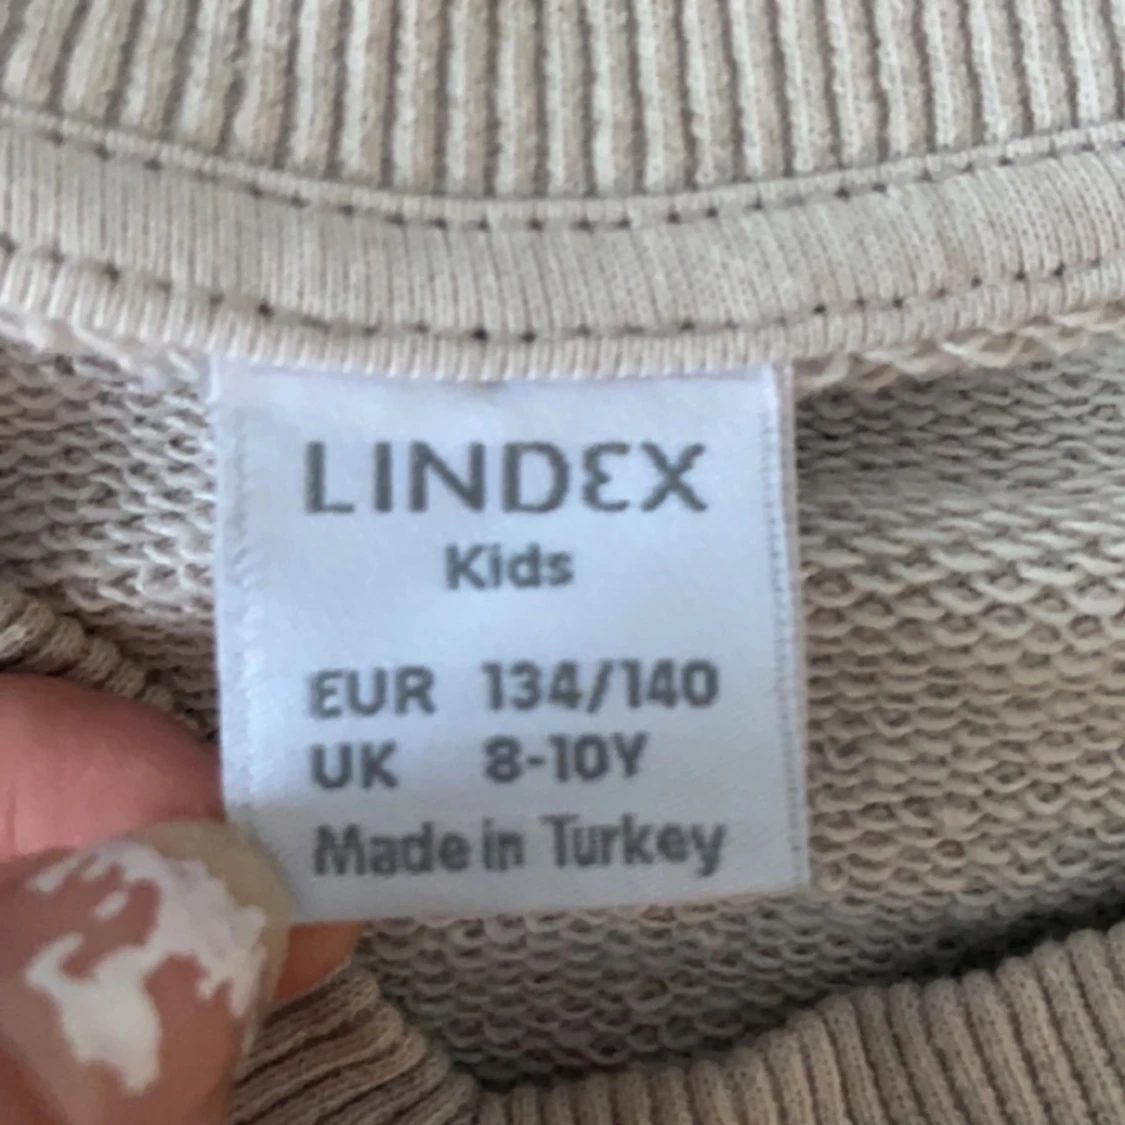 LINDEX
Kids
EUR 134/140
UK 8-10Y
Made in Turkey